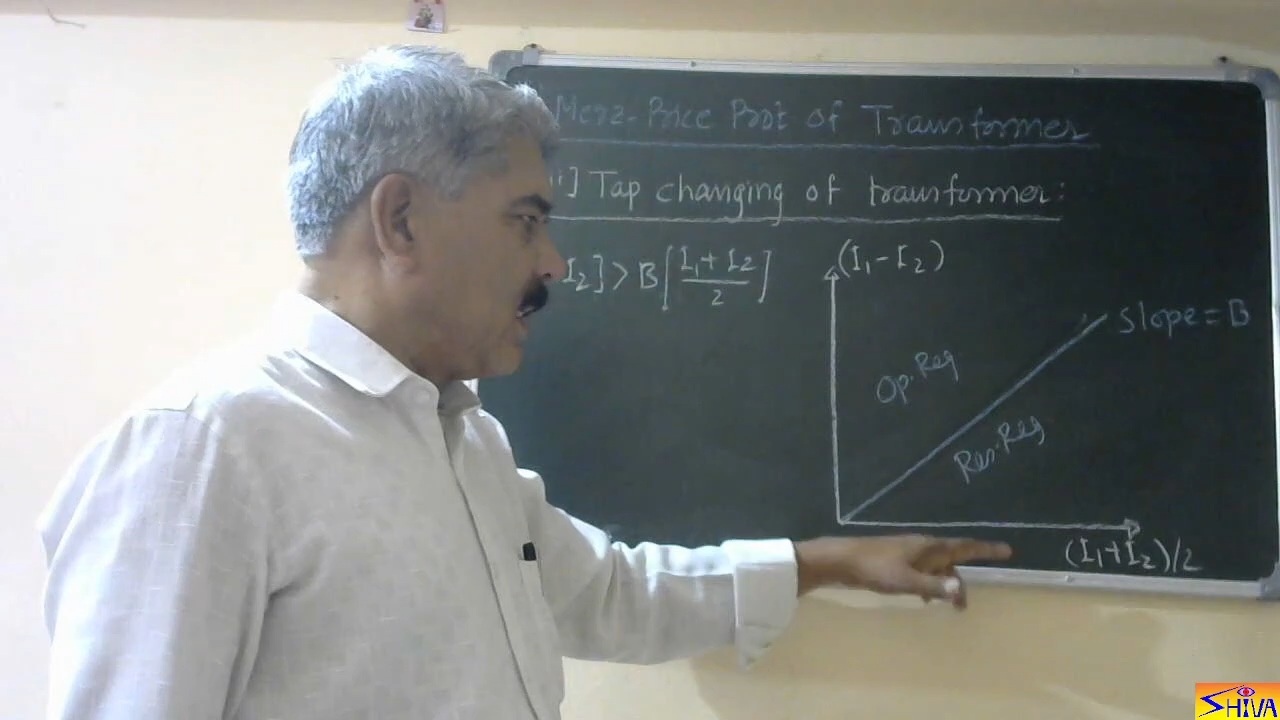 Merz-Price Prot of Transformer
ii] Tap changing of transformer:
I2] > B[I1 + I2 / 2]
(I1 - I2)
Slope = B
Op. Reg
Res. Reg
(I1 + I2)/2
SHIVA